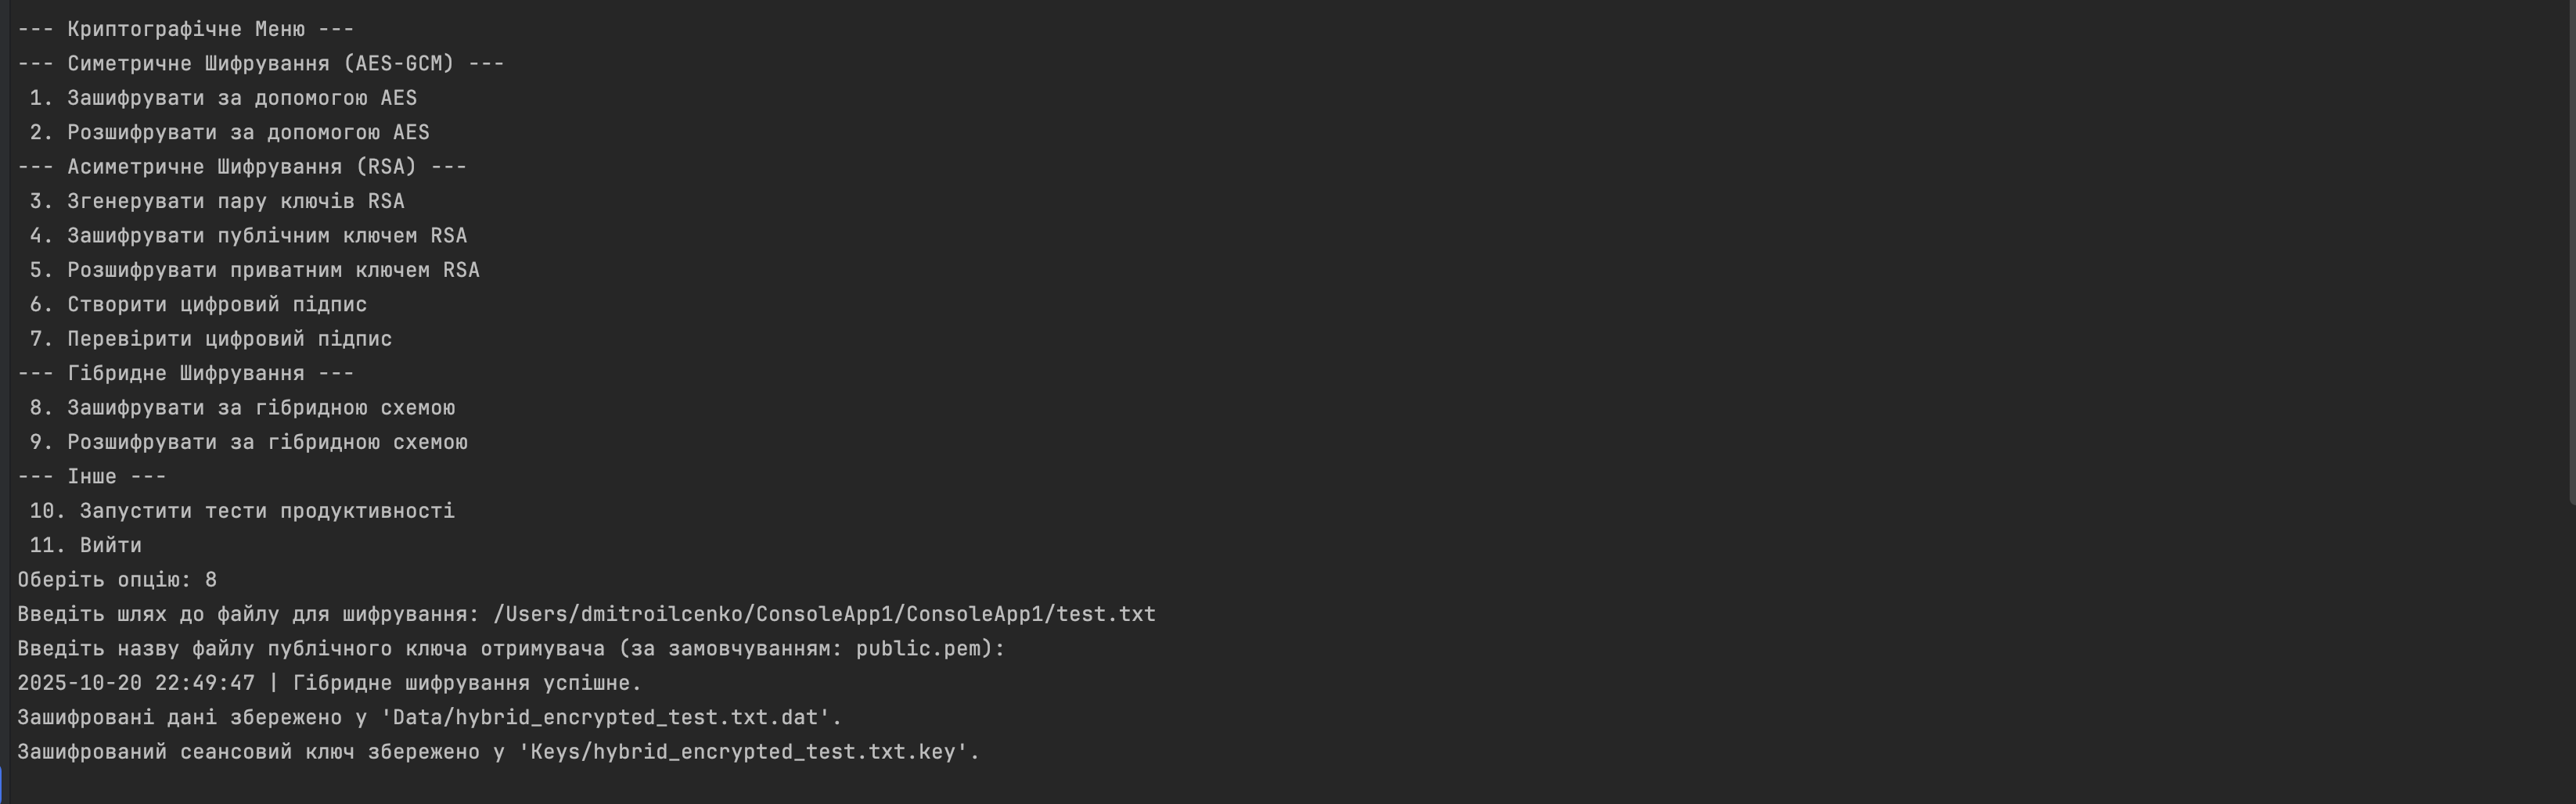 --- Криптографічне Меню ---
--- Симетричне Шифрування (AES-GCM) ---
1. Зашифрувати за допомогою AES
2. Розшифрувати за допомогою AES
--- Асиметричне Шифрування (RSA) ---
3. Згенерувати пару ключів RSA
4. Зашифрувати публічним ключем RSA
5. Розшифрувати приватним ключем RSA
6. Створити цифровий підпис
7. Перевірити цифровий підпис
--- Гібридне Шифрування ---
8. Зашифрувати за гібридною схемою
9. Розшифрувати за гібридною схемою
--- Інше ---
10. Запустити тести продуктивності
11. Вийти
Оберіть опцію: 8
Введіть шлях до файлу для шифрування: /Users/dmitroilcenko/ConsoleApp1/ConsoleApp1/test.txt
Введіть назву файлу публічного ключа отримувача (за замовчуванням: public.pem):
2025-10-20 22:49:47 | Гібридне шифрування успішне.
Зашифровані дані збережено у 'Data/hybrid_encrypted_test.txt.dat'.
Зашифрований сеансовий ключ збережено у 'Keys/hybrid_encrypted_test.txt.key'.